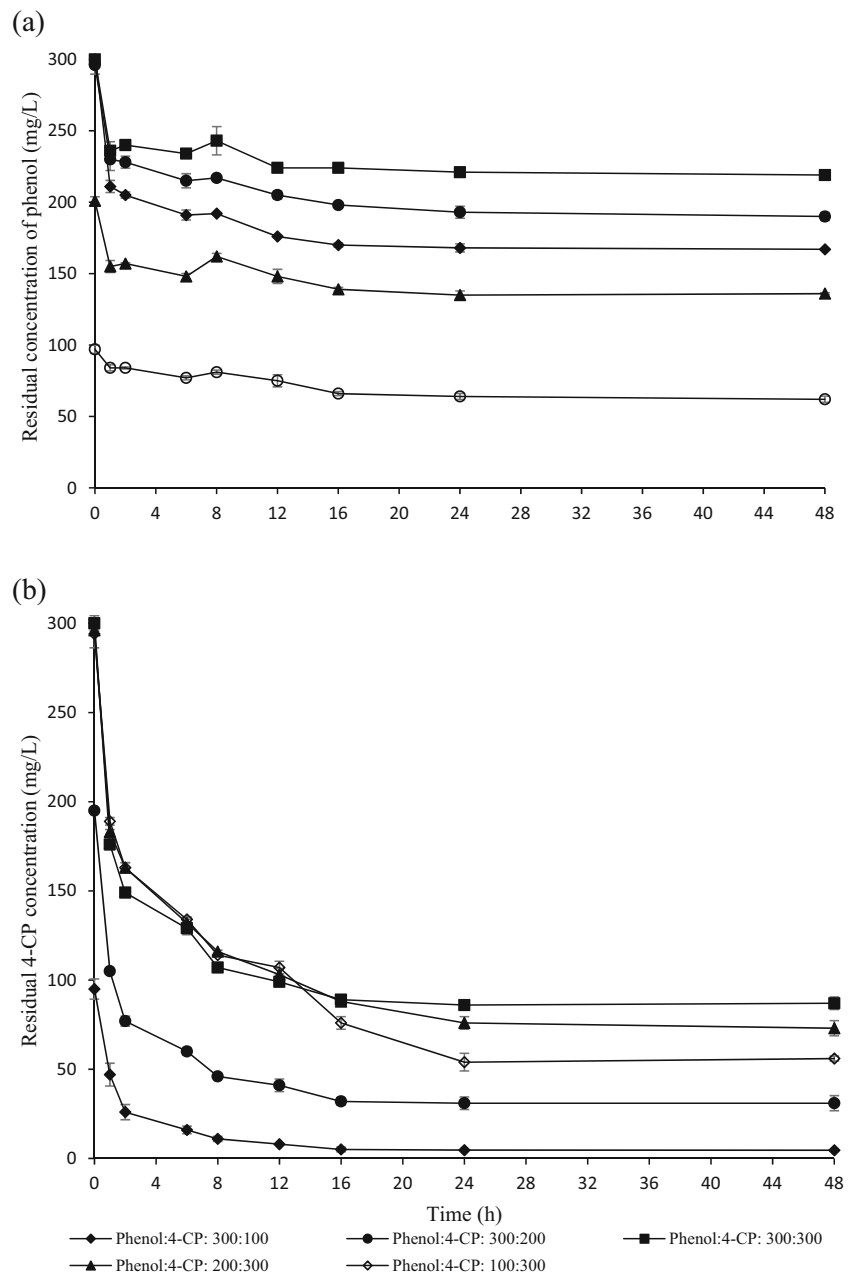 (a)
Residual concentration of phenol (mg/L)
300
250
200
150
100
50
0
0 4 8 12 16 20 24 28 32 36 40 44 48
(b)
Residual 4-CP concentration (mg/L)
300
250
200
150
100
50
0
0 4 8 12 16 20 24 28 32 36 40 44 48
Time (h)
Phenol:4-CP: 300:100 Phenol:4-CP: 300:200 Phenol:4-CP: 300:300
Phenol:4-CP: 200:300 Phenol:4-CP: 100:300